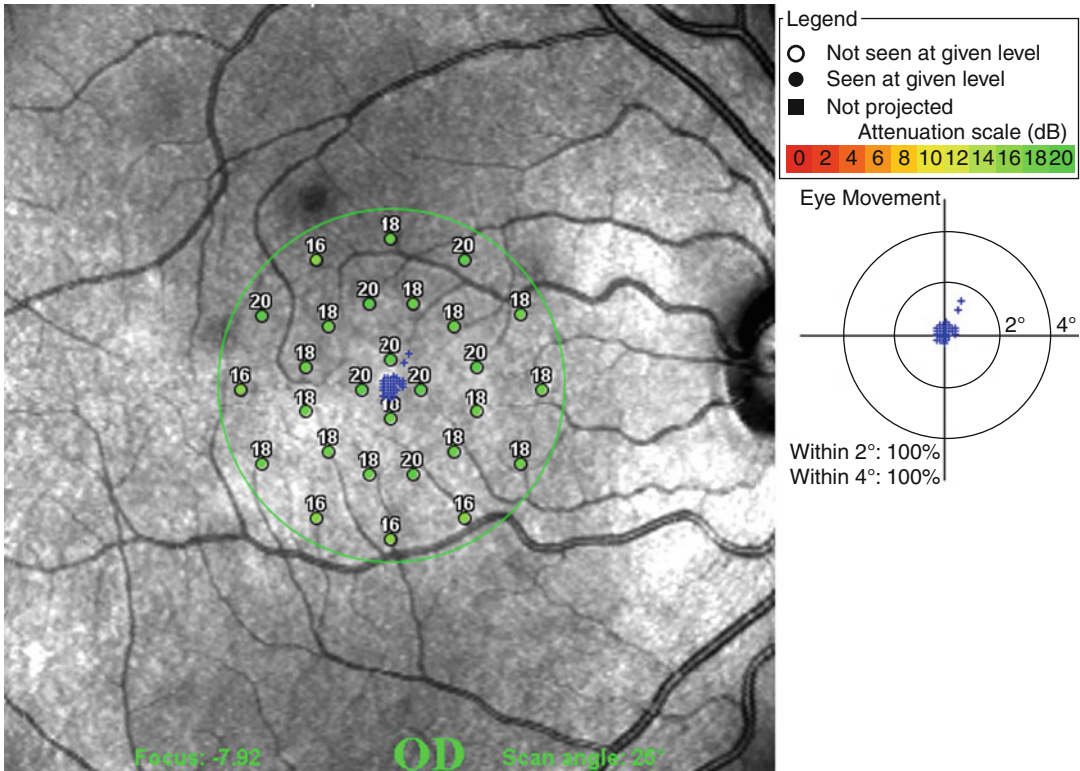 Legend
Not seen at given level
Seen at given level
Not projected
Attenuation scale (dB)
0 2 4 6 8 10 12 14 16 18 20
Eye Movement
2° 4°
Within 2°: 100%
Within 4°: 100%
18
16 20
20 18
20 18
18 18
20
18 20
16 20 20 18
18 18
18 18
18 18
18 20
16 16
16
Focus: -7.92 OD Scan angle: 25°